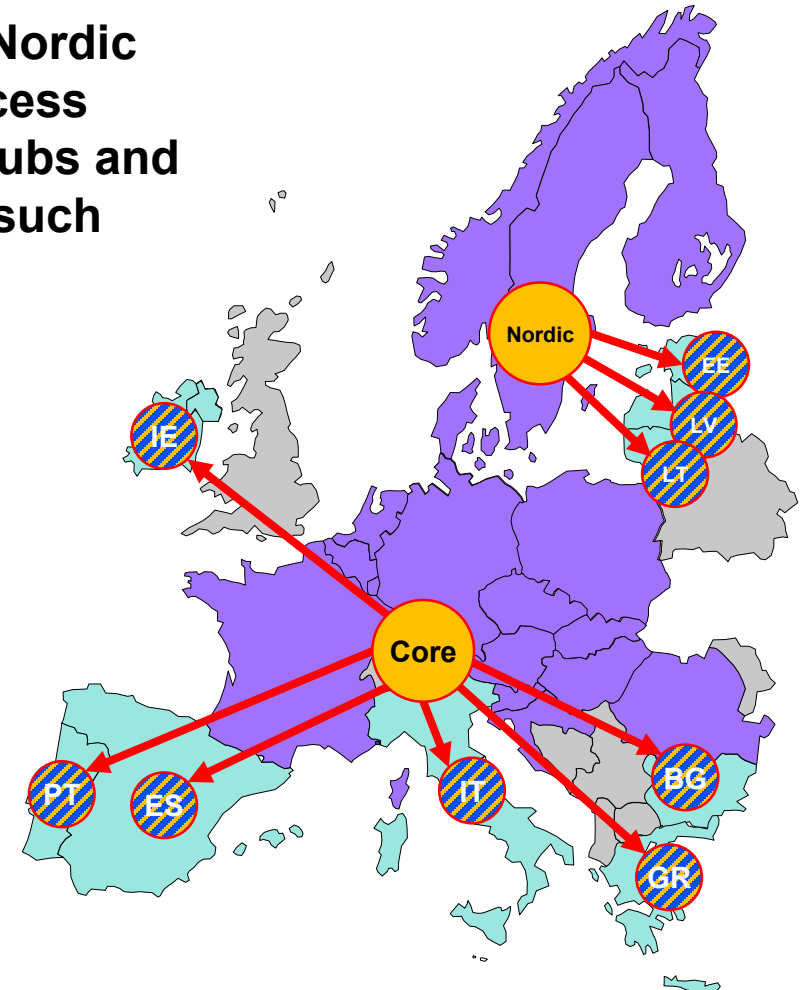 Nordic
cess
ubs and
such
Nordic
EE
LV
LT
IE
Core
PT
ES
IT
BG
GR